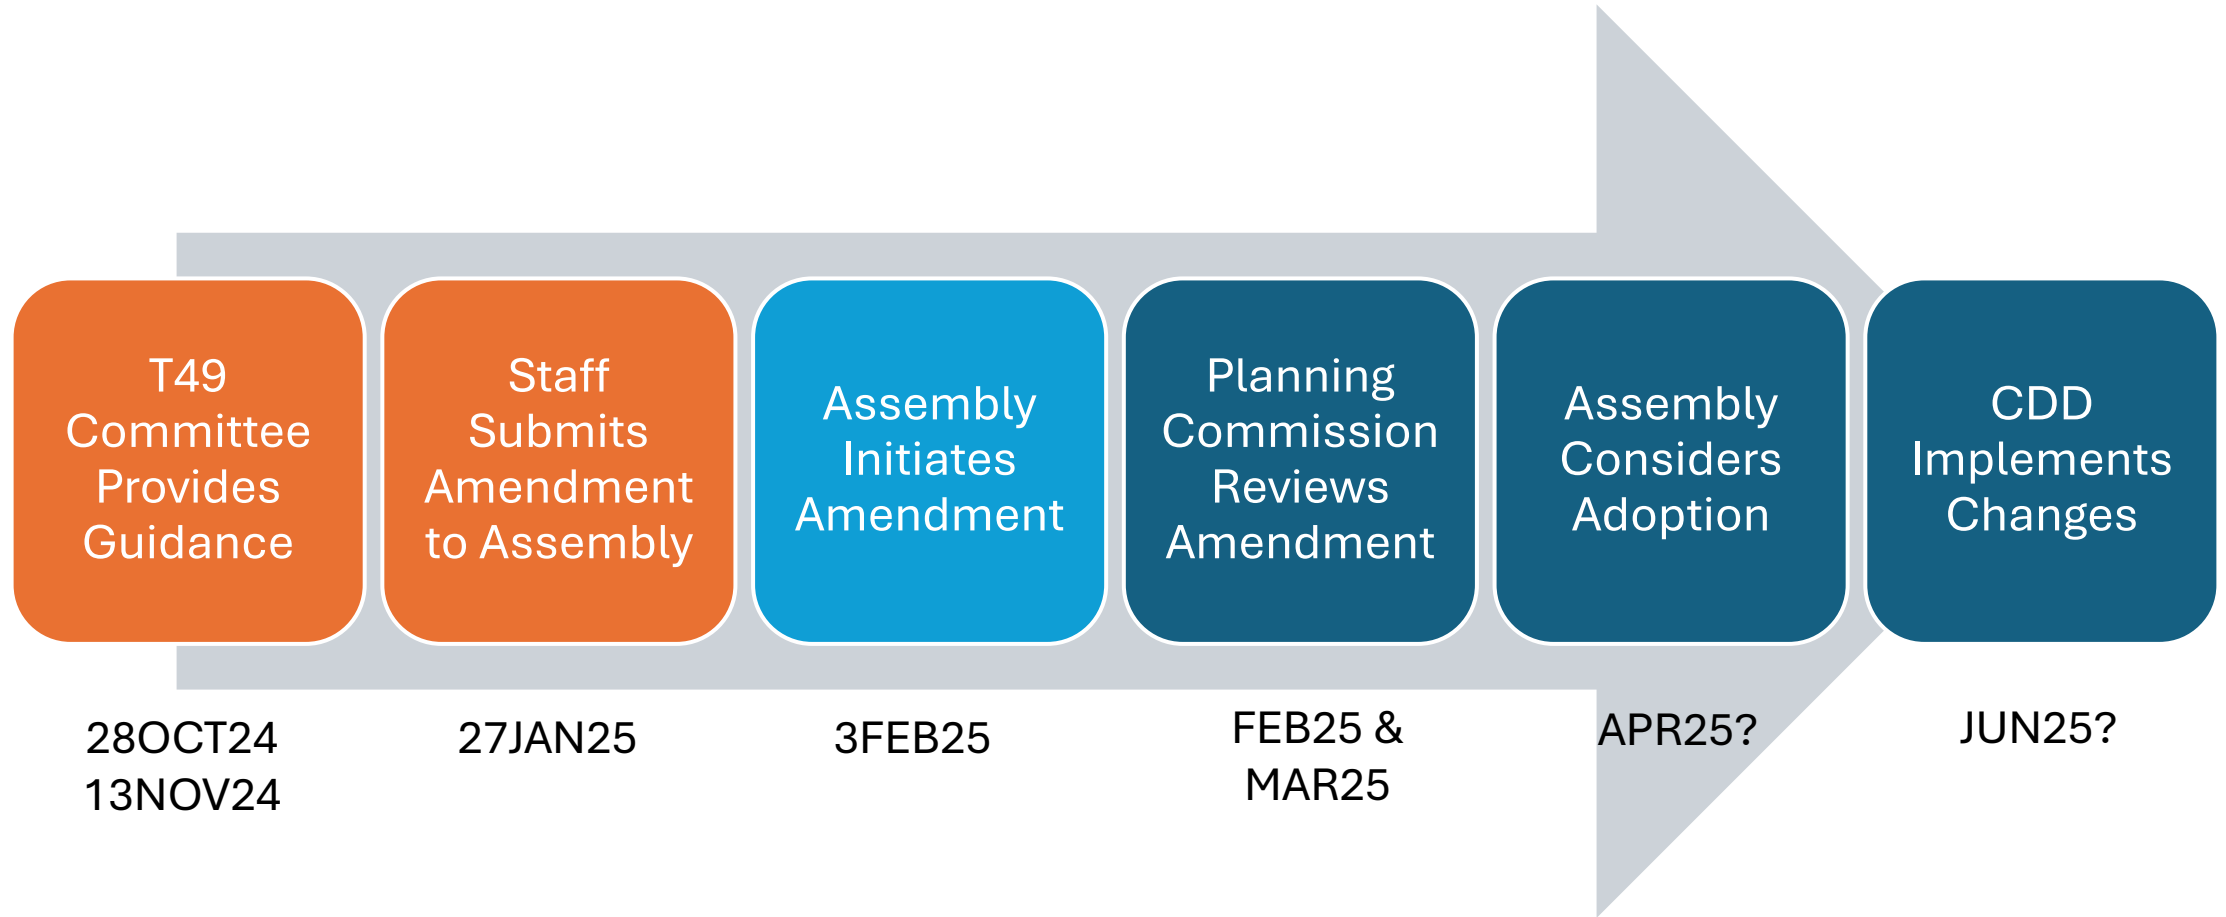 T49
Committee
Provides
Guidance
Staff
Submits
Amendment
to Assembly
Assembly
Initiates
Amendment
Planning
Commission
Reviews
Amendment
Assembly
Considers
Adoption
CDD
Implements
Changes
28OCT24
13NOV24
27JAN25
3FEB25
FEB25 &
MAR25
APR25?
JUN25?